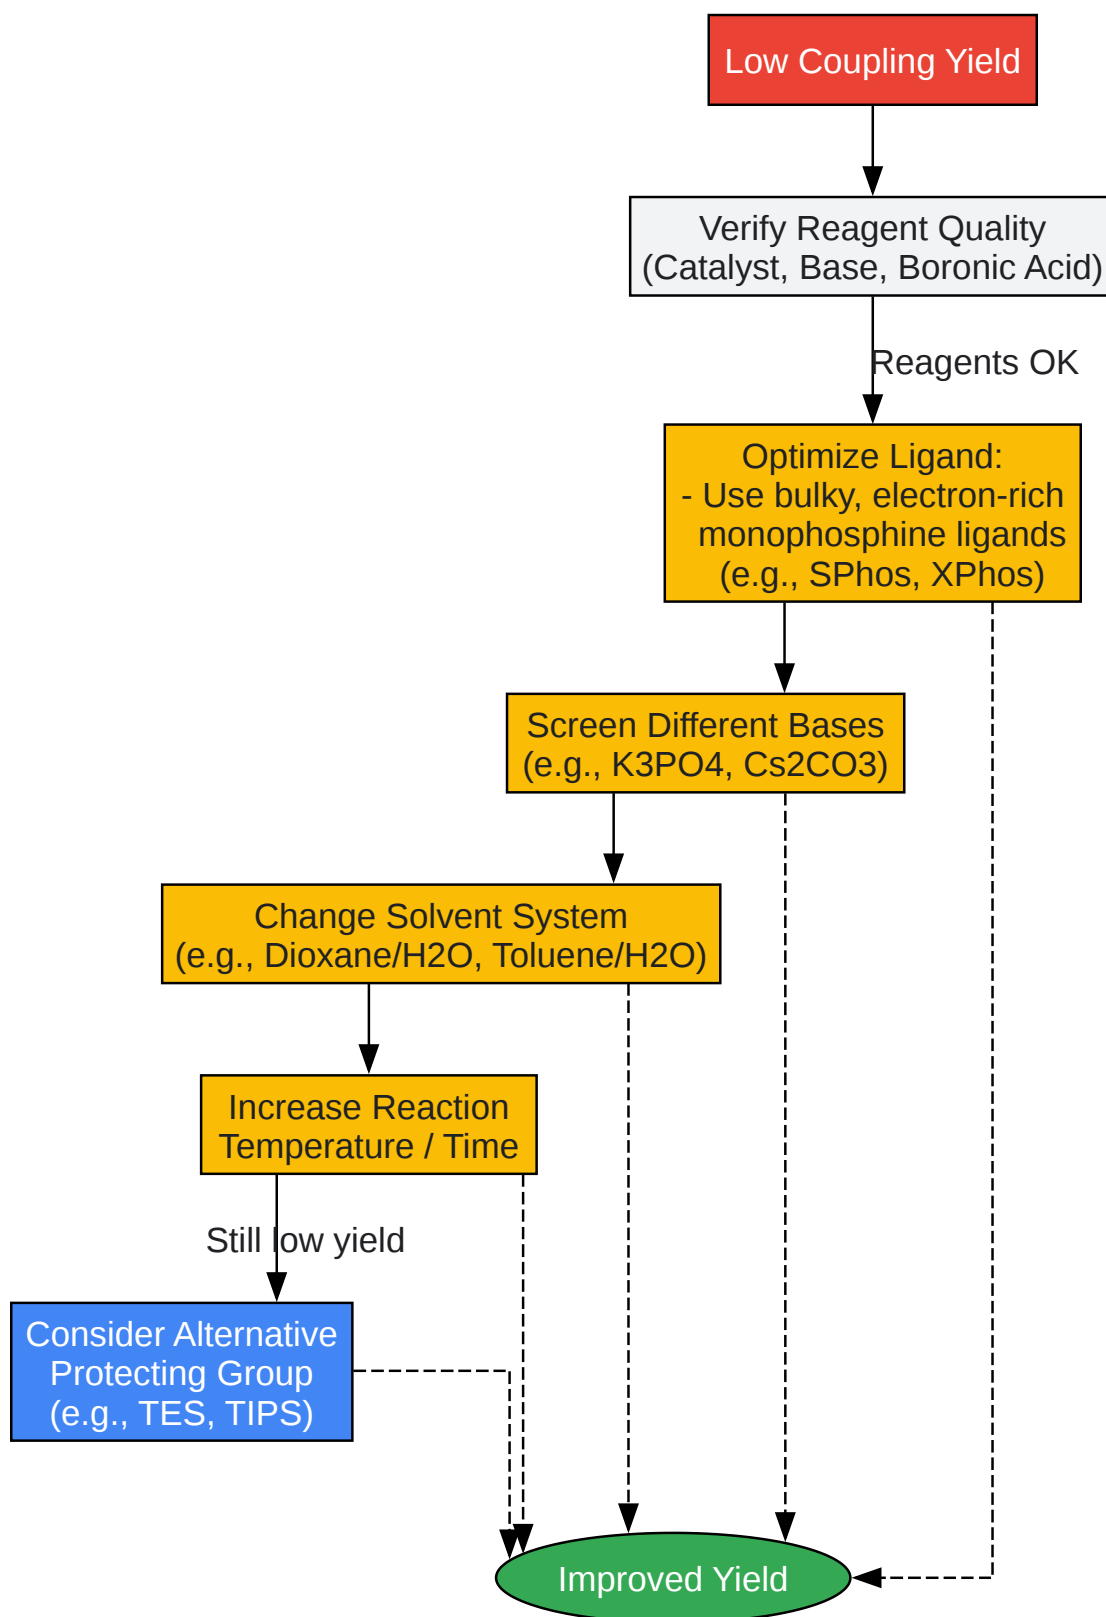 Low Coupling Yield
Verify Reagent Quality
(Catalyst, Base, Boronic Acid)
Reagents OK
Optimize Ligand:
- Use bulky, electron-rich
monophosphine ligands
(e.g., SPhos, XPhos)
Screen Different Bases
(e.g., K3PO4, Cs2CO3)
Change Solvent System
(e.g., Dioxane/H2O, Toluene/H2O)
Increase Reaction
Temperature / Time
Still low yield
Consider Alternative
Protecting Group
(e.g., TES, TIPS)
Improved Yield